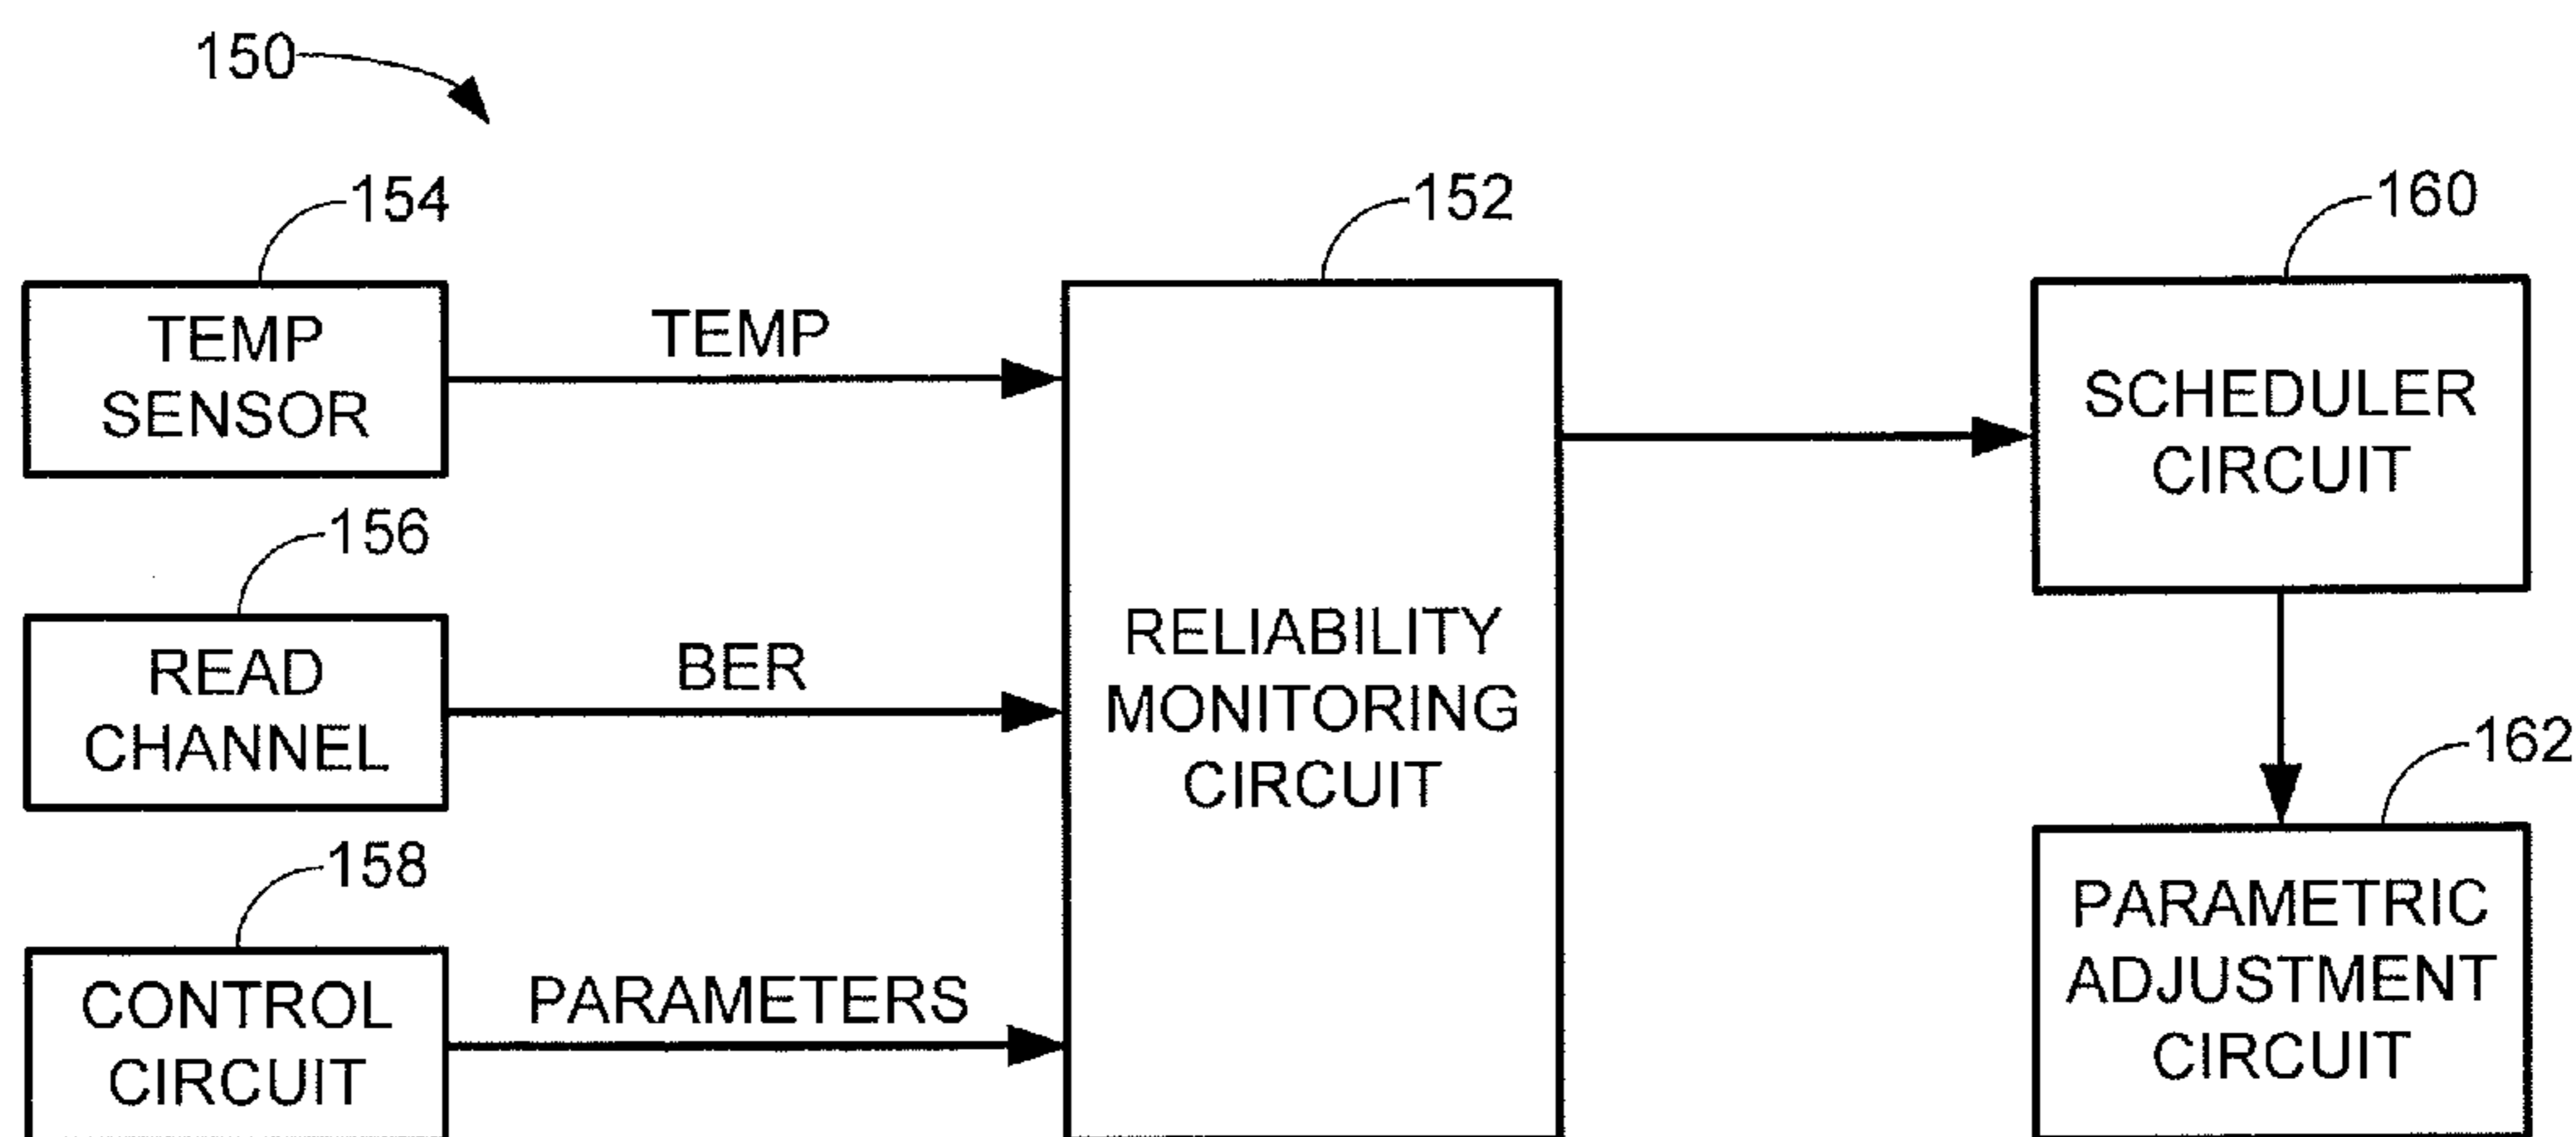 150
154
152
160
TEMP
SENSOR
TEMP
SCHEDULER
CIRCUIT
156
READ
CHANNEL
BER
RELIABILITY
MONITORING
CIRCUIT
162
158
CONTROL
CIRCUIT
PARAMETERS
PARAMETRIC
ADJUSTMENT
CIRCUIT